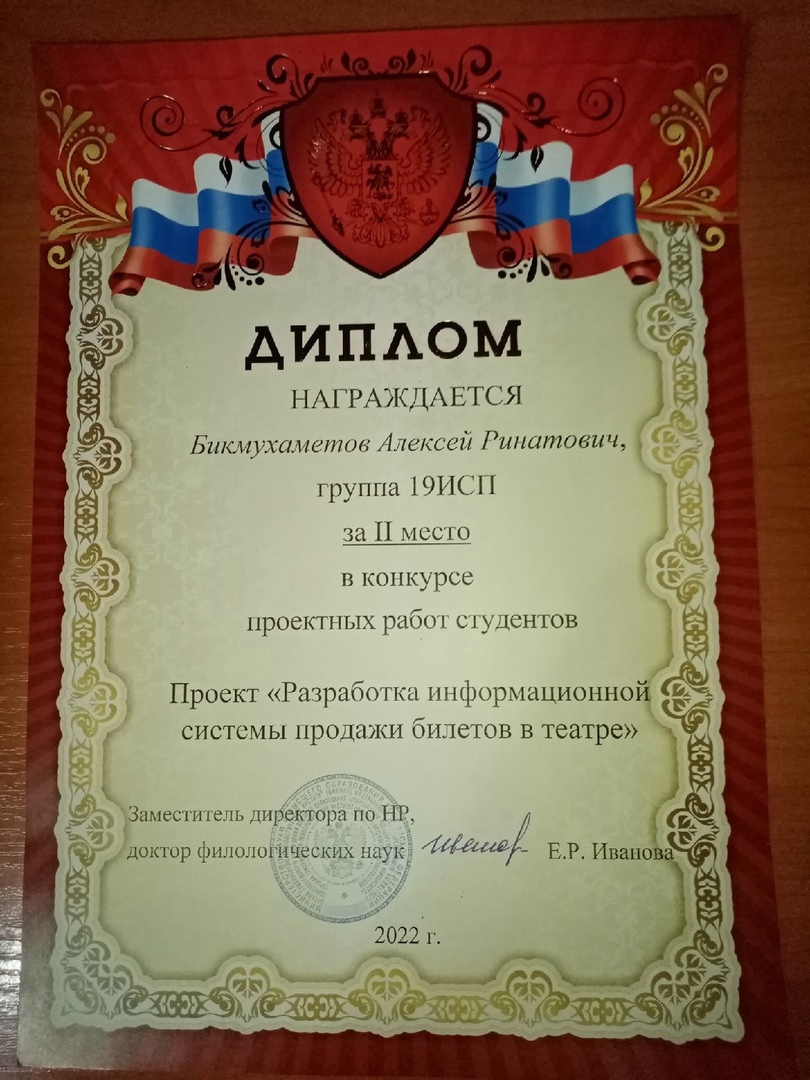 ДИПЛОМ
НАГРАЖДАЕТСЯ
Бикмухаметов Алексей Ринатович,
группа 19ИСП
за II место
в конкурсе
проектных работ студентов
Проект «Разработка информационной
системы продажи билетов в театре»
Заместитель директора по НР,
доктор филологических наук Е.Р. Иванова
2022 г.